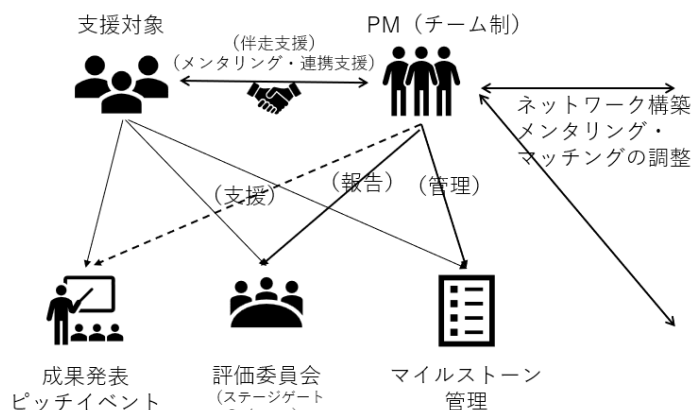 支援対象
PM（チーム制）
（伴走支援）
（メンタリング・連携支援）
ネットワーク構築
メンタリング・
マッチングの調整
（支援）
（報告）
（管理）
成果発表
ピッチイベント
評価委員会
（ステージゲート
マイルストーン
管理